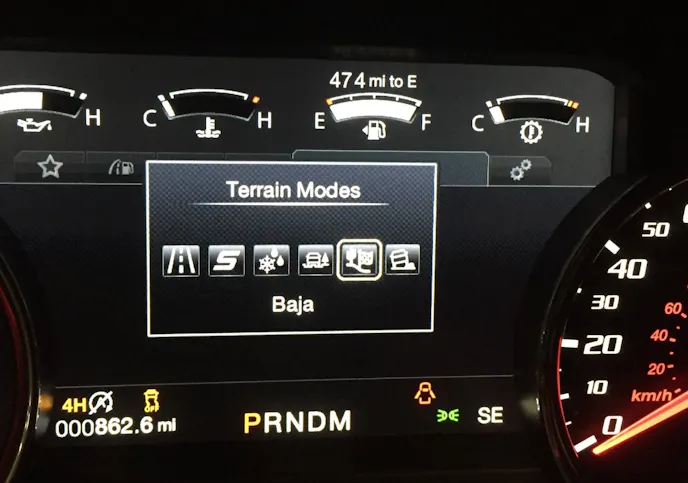 474 mi to E
H
C H
E F
C H
Terrain Modes
S
Baja
4H
000862.6 mi
PRNDM
SE
50
40
30
20
10
0
60
40
20
km/h